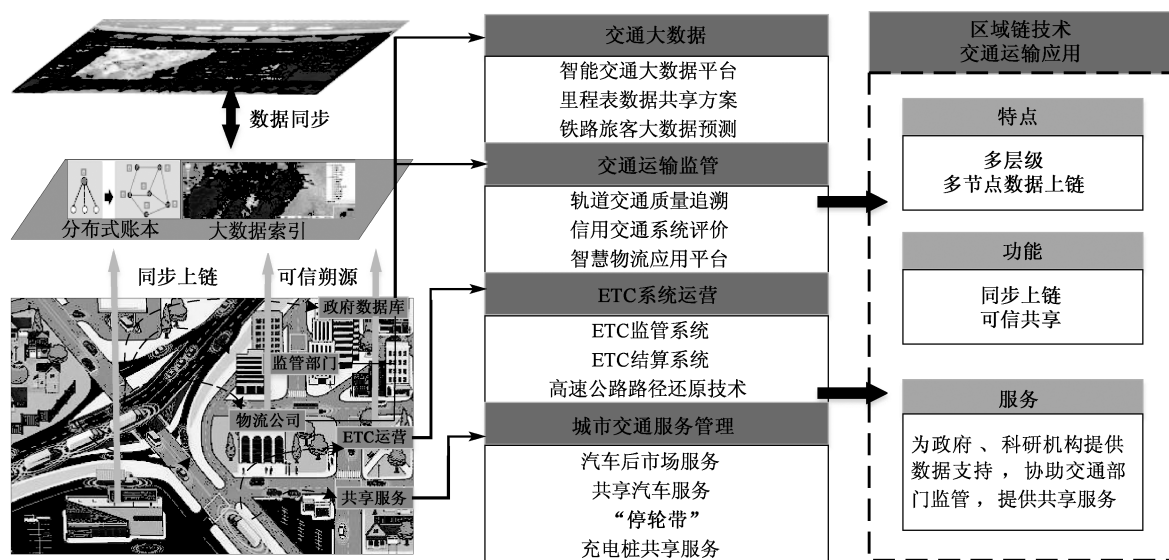 数据同步
分布式账本
大数据索引
同步上链
可信朔源
政府数据库
监管部门
物流公司
ETC运营
共享服务
交通大数据
智能交通大数据平台
里程表数据共享方案
铁路旅客大数据预测
交通运输监管
轨道交通质量追溯
信用交通系统评价
智慧物流应用平台
ETC系统运营
ETC监管系统
ETC结算系统
高速公路路径还原技术
城市交通服务管理
汽车后市场服务
共享汽车服务
“停轮带”
充电桩共享服务
区域链技术
交通运输应用
特点
多层级
多节点数据上链
功能
同步上链
可信共享
服务
为政府、科研机构提供
数据支持，协助交通部
门监管，提供共享服务